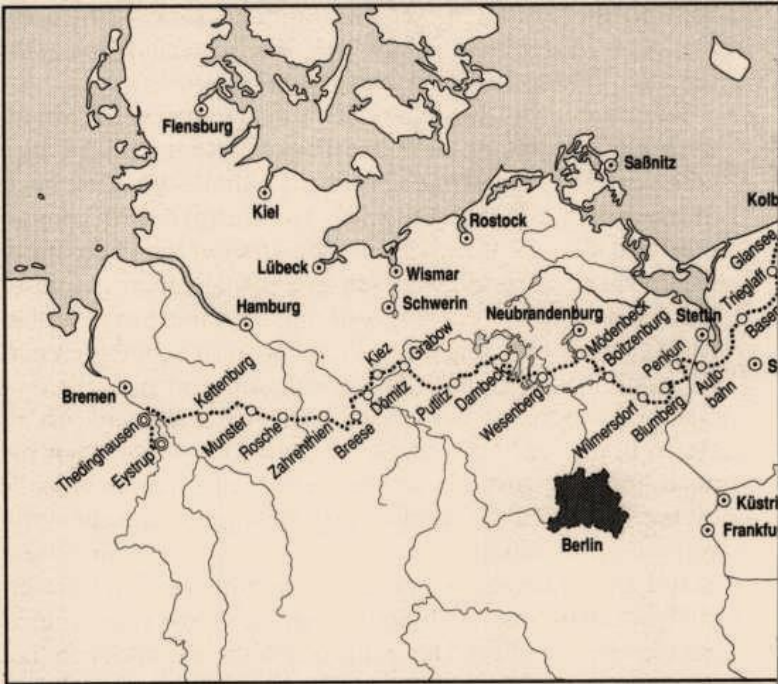 Flensburg
Saßnitz
Kiel
Kolb
Rostock
Glansee
Lübeck
Wismar
Trieglaff
Schwerin
Basen
Hamburg
Neubrandenburg
Mödenbeck
Boitzenburg
Stettin
Kiez
Grabow
Penkun
Bremen
Kettenburg
Dömitz
Putlitz
Dambeck
Wesenberg
Auto-
bahn
S
Thedinghausen
Eystrup
Munster
Rosche
Zahrenthien
Breese
Wilmersdorf
Blumberg
Küstri
Frankfu
Berlin